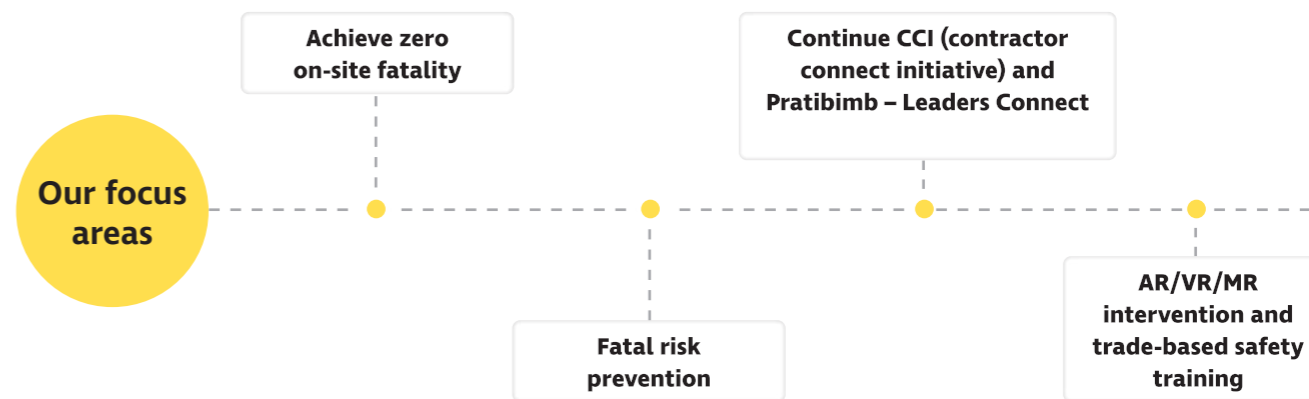 Our focus
areas
Achieve zero
on-site fatality
Fatal risk
prevention
Continue CCI (contractor
connect initiative) and
Pratibimb – Leaders Connect
AR/VR/MR
intervention and
trade-based safety
training